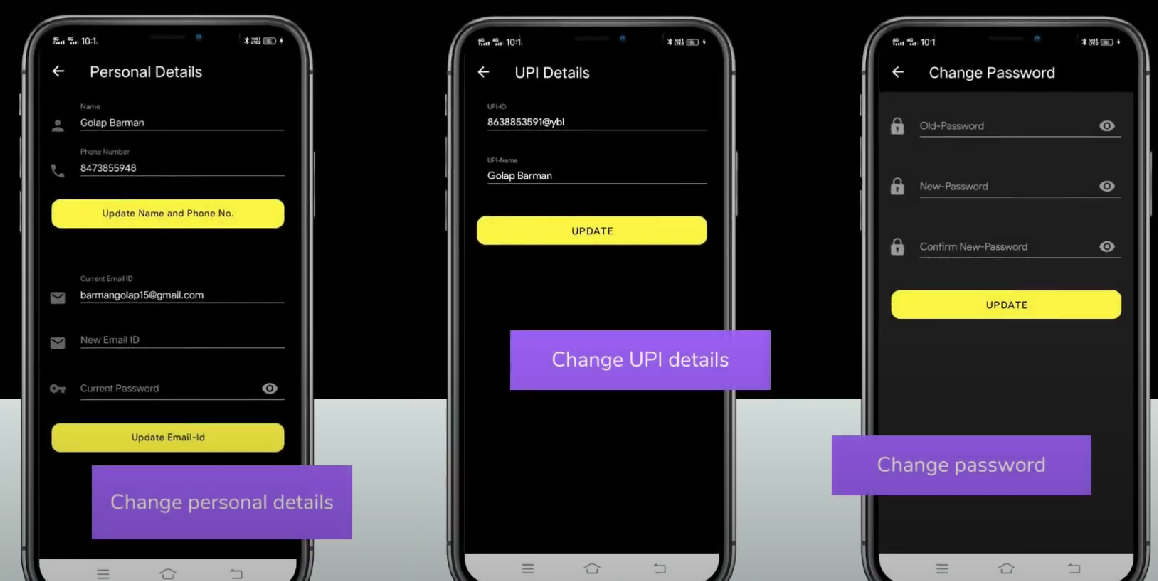 10:1
Personal Details
Name
Golap Barman
Phone Number
8473855948
Update Name and Phone No.
Current Email ID
barmangolap15@gmail.com
New Email ID
Current Password
Update Email-Id
Change personal details
10:1
UPI Details
UPI-ID
8638853591@ybl
UPI-Name
Golap Barman
UPDATE
Change UPI details
10:1
Change Password
Old-Password
New-Password
Confirm New-Password
UPDATE
Change password